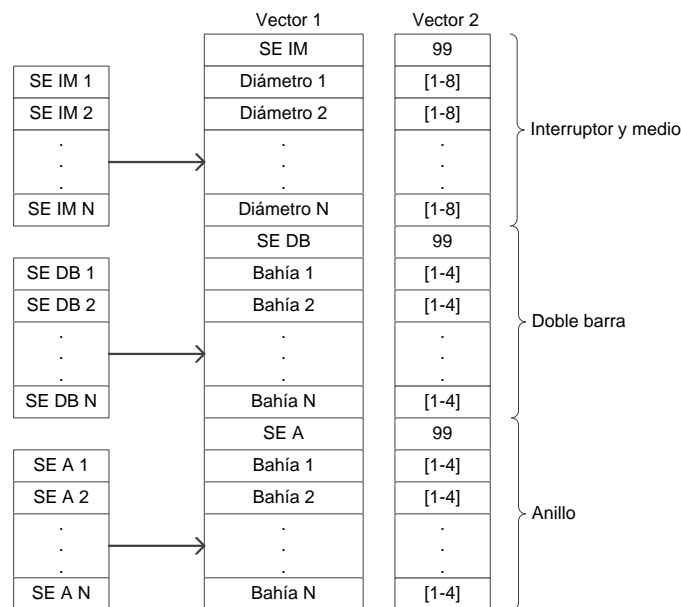 Vector 1 Vector 2
SE IM 99
SE IM 1 Diámetro 1 [1-8]
SE IM 2 Diámetro 2 [1-8]
Interruptor y medio
. . .
. . .
. . .
SE IM N Diámetro N [1-8]
SE DB 99
SE DB 1 Bahía 1 [1-4]
SE DB 2 Bahía 2 [1-4]
Doble barra
. . .
. . .
. . .
SE DB N Bahía N [1-4]
SE A 99
SE A 1 Bahía 1 [1-4]
SE A 2 Bahía 2 [1-4]
Anillo
. . .
. . .
. . .
SE A N Bahía N [1-4]